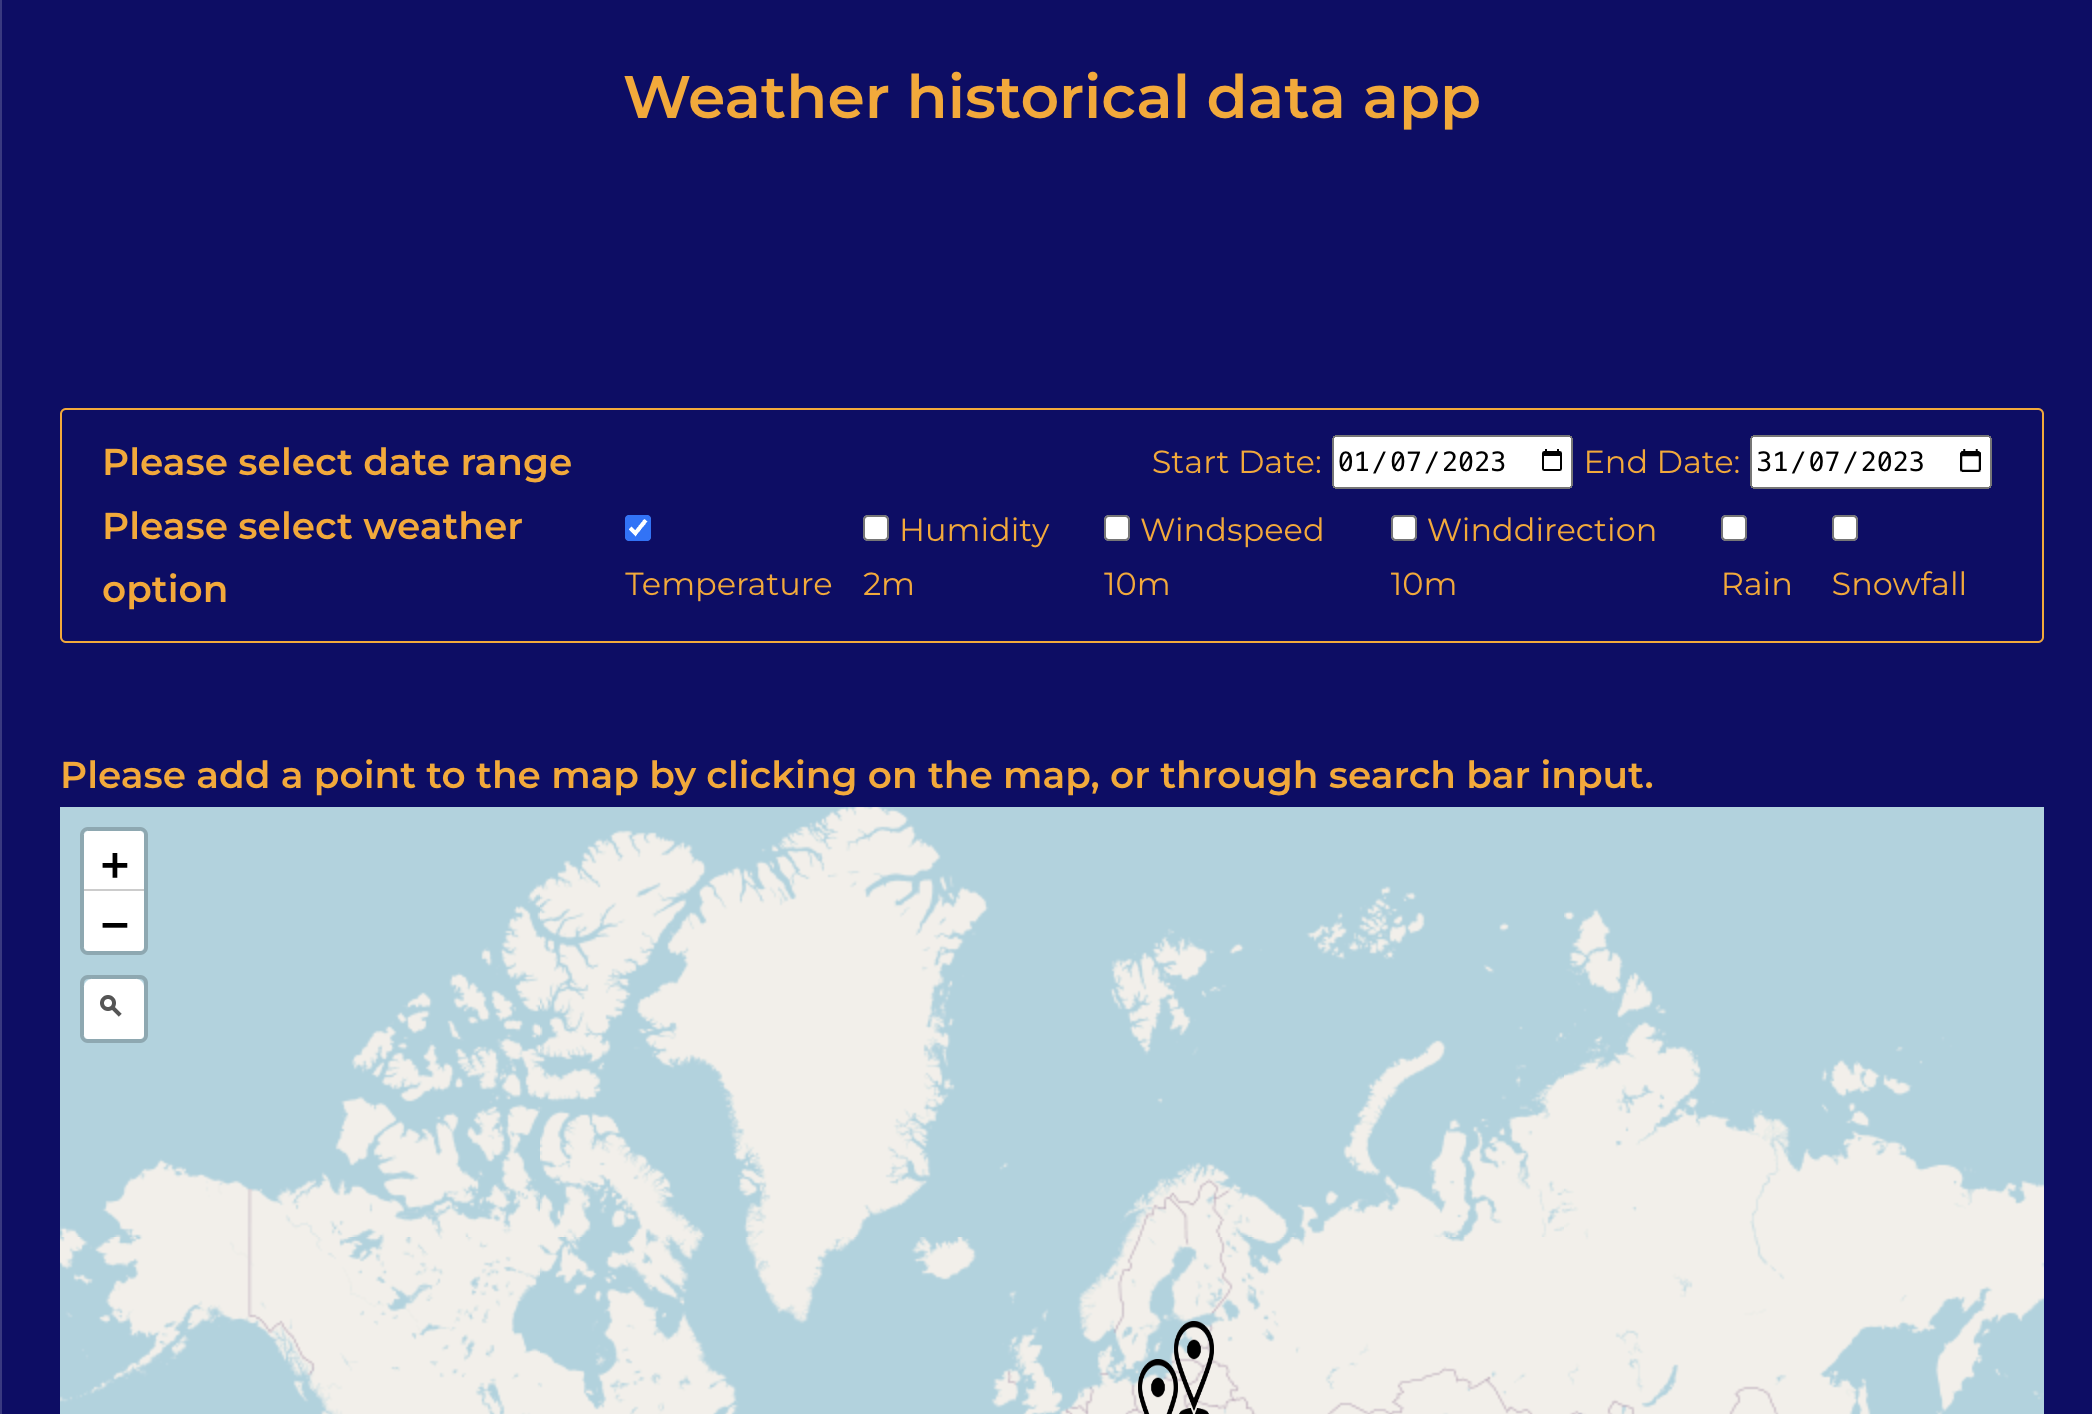 Weather historical data app
Please select date range
Start Date: 01/07/2023 End Date: 31/07/2023
Please select weather option
Temperature
Humidity 2m
Windspeed 10m
Winddirection 10m
Rain
Snowfall
Please add a point to the map by clicking on the map, or through search bar input.
+
−